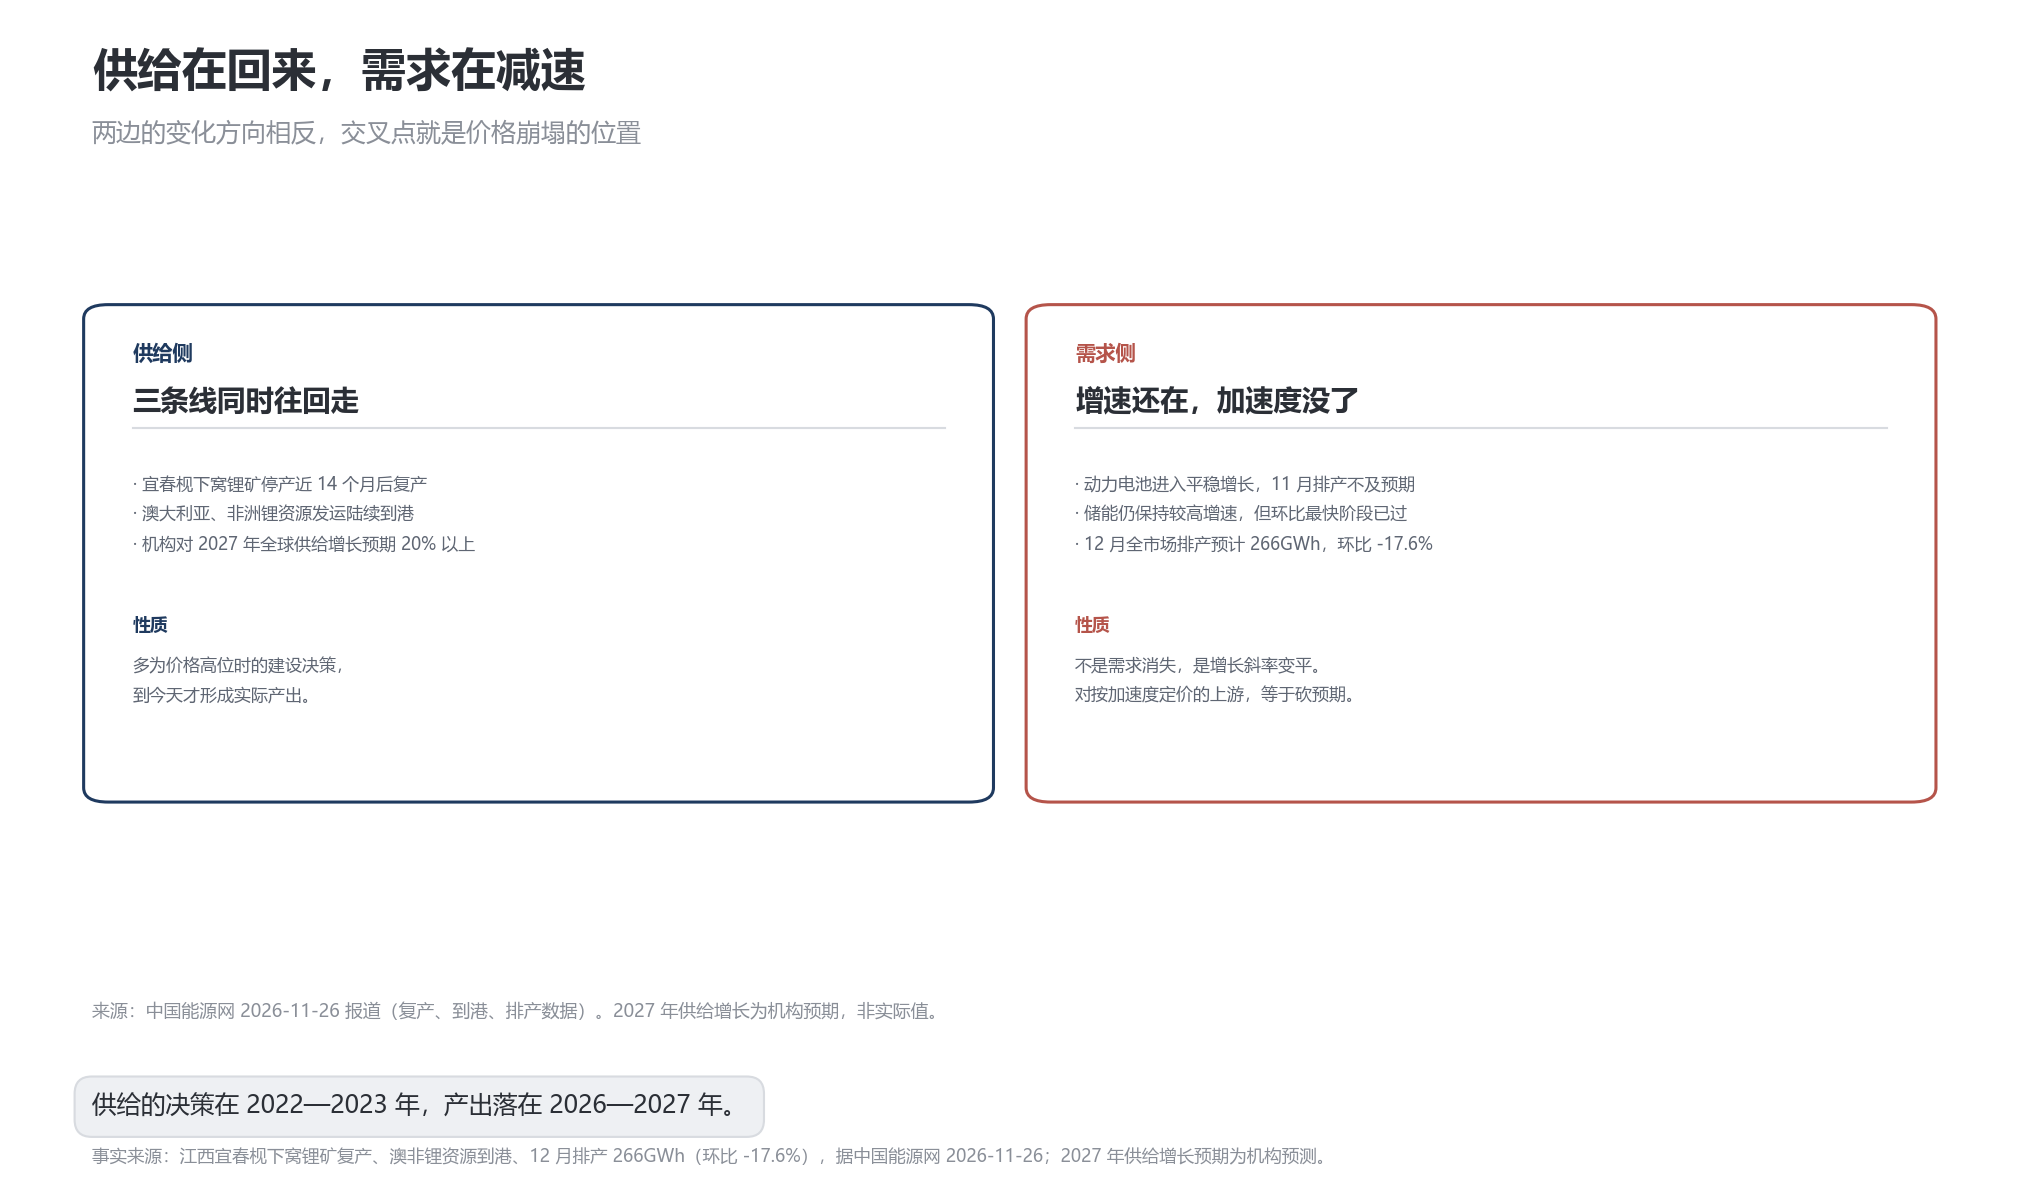 供给在回来，需求在减速
两边的变化方向相反，交叉点就是价格崩塌的位置
供给侧
三条线同时往回走
· 宜春枧下窝锂矿停产近 14 个月后复产
· 澳大利亚、非洲锂资源发运陆续到港
· 机构对 2027 年全球供给增长预期 20% 以上
性质
多为价格高位时的建设决策，
到今天才形成实际产出。
需求侧
增速还在，加速度没了
· 动力电池进入平稳增长，11 月排产不及预期
· 储能仍保持较高增速，但环比最快阶段已过
· 12 月全市场排产预计 266GWh，环比 -17.6%
性质
不是需求消失，是增长斜率变平。
对按加速度定价的上游，等于砍预期。
来源：中国能源网 2026-11-26 报道（复产、到港、排产数据）。2027 年供给增长为机构预期，非实际值。
供给的决策在 2022—2023 年，产出落在 2026—2027 年。
事实来源：江西宜春枧下窝锂矿复产、澳非锂资源到港、12 月排产 266GWh（环比 -17.6%），据中国能源网 2026-11-26；2027 年供给增长预期为机构预测。